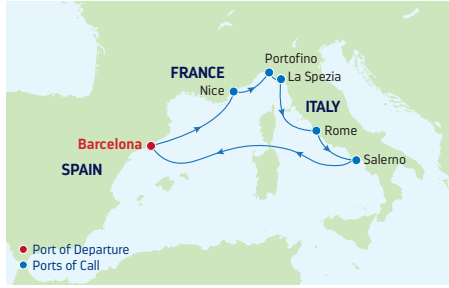 Portofino
FRANCE
La Spezia
Nice
ITALY
Rome
Barcelona
Salerno
SPAIN
Port of Departure
Ports of Call